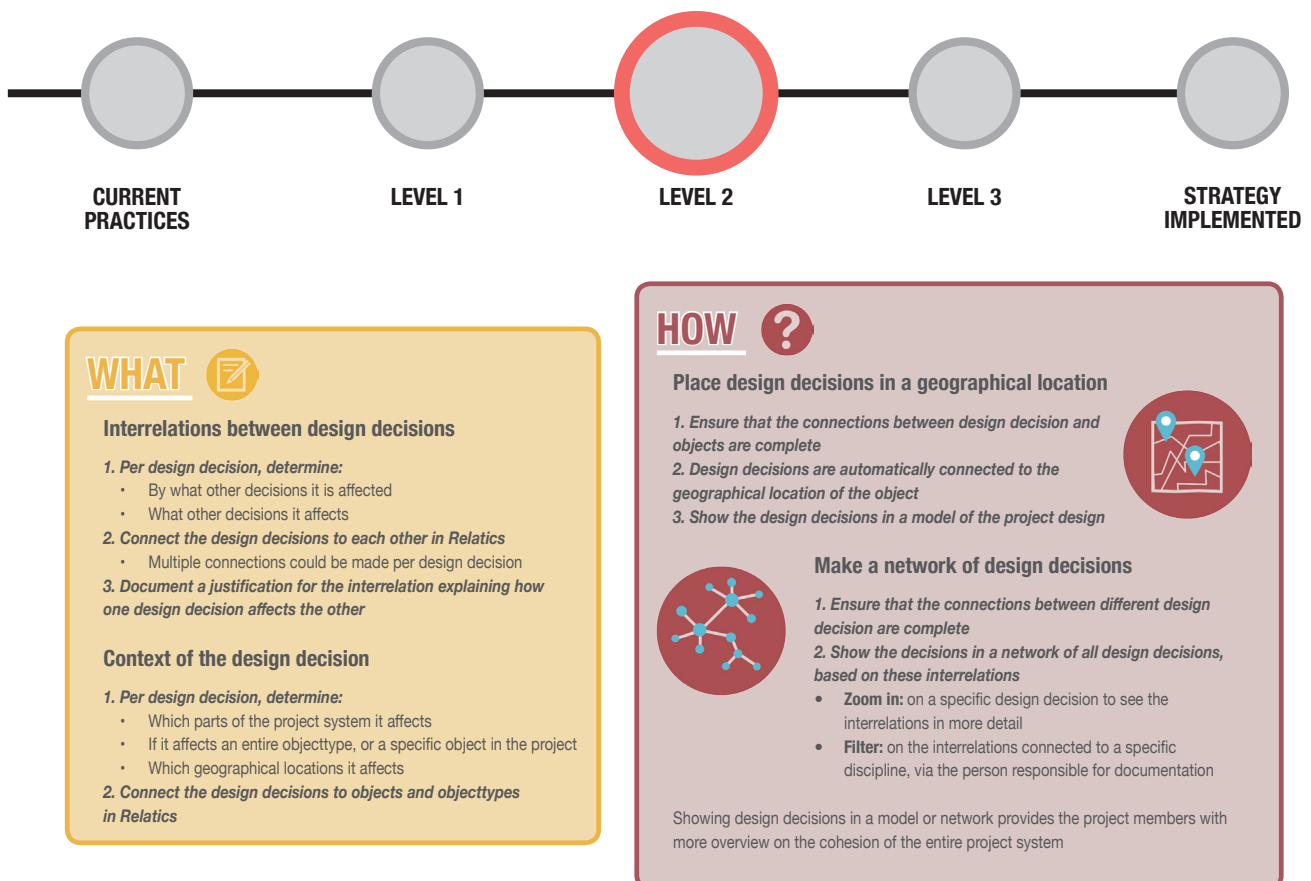 CURRENT
PRACTICES
LEVEL 1
LEVEL 2
LEVEL 3
STRATEGY
IMPLEMENTED
WHAT
Interrelations between design decisions
1. Per design decision, determine:
• By what other decisions it is affected
• What other decisions it affects
2. Connect the design decisions to each other in Relatics
• Multiple connections could be made per design decision
3. Document a justification for the interrelation explaining how
one design decision affects the other
Context of the design decision
1. Per design decision, determine:
• Which parts of the project system it affects
• If it affects an entire objecttype, or a specific object in the project
• Which geographical locations it affects
2. Connect the design decisions to objects and objecttypes
in Relatics
HOW
?
Place design decisions in a geographical location
1. Ensure that the connections between design decision and
objects are complete
2. Design decisions are automatically connected to the
geographical location of the object
3. Show the design decisions in a model of the project design
Make a network of design decisions
1. Ensure that the connections between different design
decision are complete
2. Show the decisions in a network of all design decisions,
based on these interrelations
• Zoom in: on a specific design decision to see the
interrelations in more detail
• Filter: on the interrelations connected to a specific
discipline, via the person responsible for documentation
Showing design decisions in a model or network provides the project members with
more overview on the cohesion of the entire project system